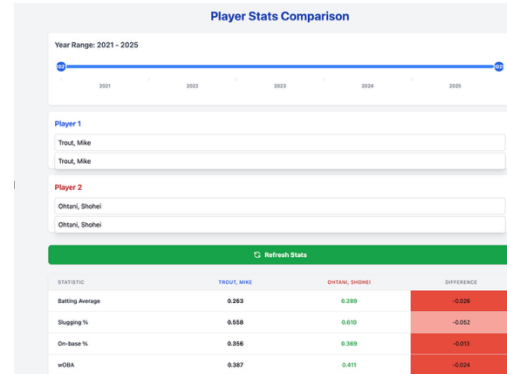 Player Stats Comparison
Year Range: 2021 - 2025
2021 2022 2023 2024 2025
Player 1
Trout, Mike
Trout, Mike
Player 2
Ohtani, Shohei
Ohtani, Shohei
Refresh Stats
STATISTIC TROUT, MIKE OHTANI, SHOHEI DIFFERENCE
Batting Average 0.263 0.289 -0.026
Slugging % 0.558 0.610 -0.052
On-base % 0.356 0.369 -0.013
wOBA 0.387 0.411 -0.024